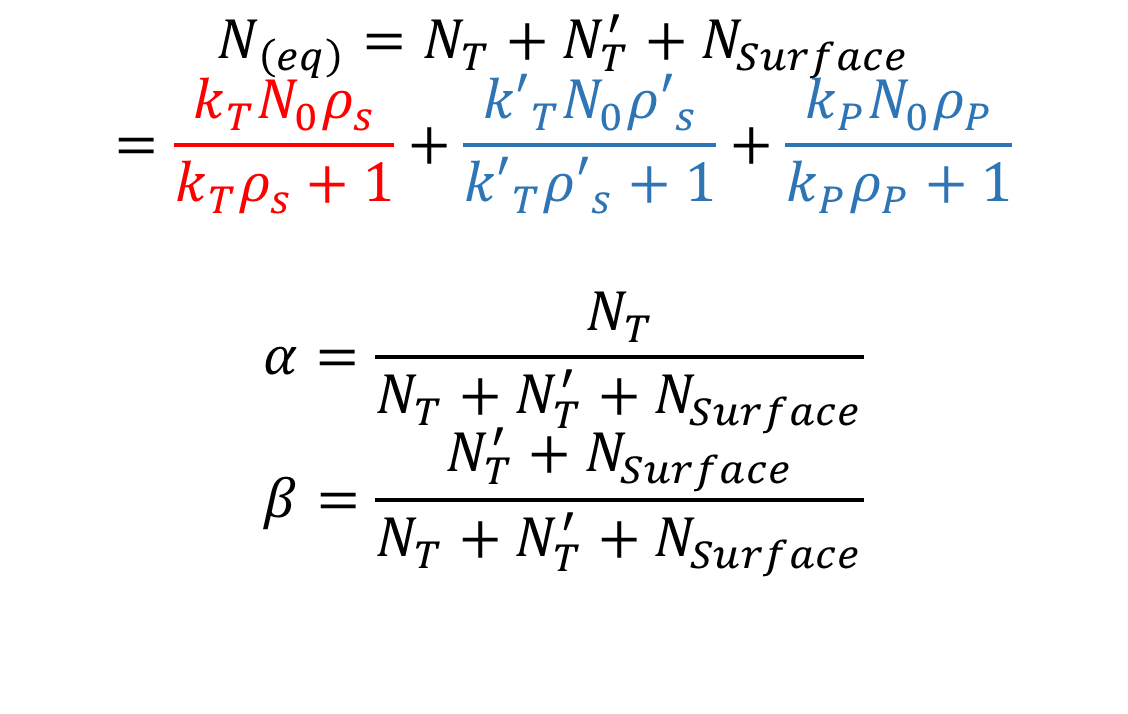 N_(eq) = N_T + N′_T + N_Surface
= (k_T N_0 ρ_s)/(k_T ρ_s + 1) + (k′_T N_0 ρ′_s)/(k′_T ρ′_s + 1) + (k_P N_0 ρ_P)/(k_P ρ_P + 1)
α = (N_T)/(N_T + N′_T + N_Surface)
β = (N′_T + N_Surface)/(N_T + N′_T + N_Surface)